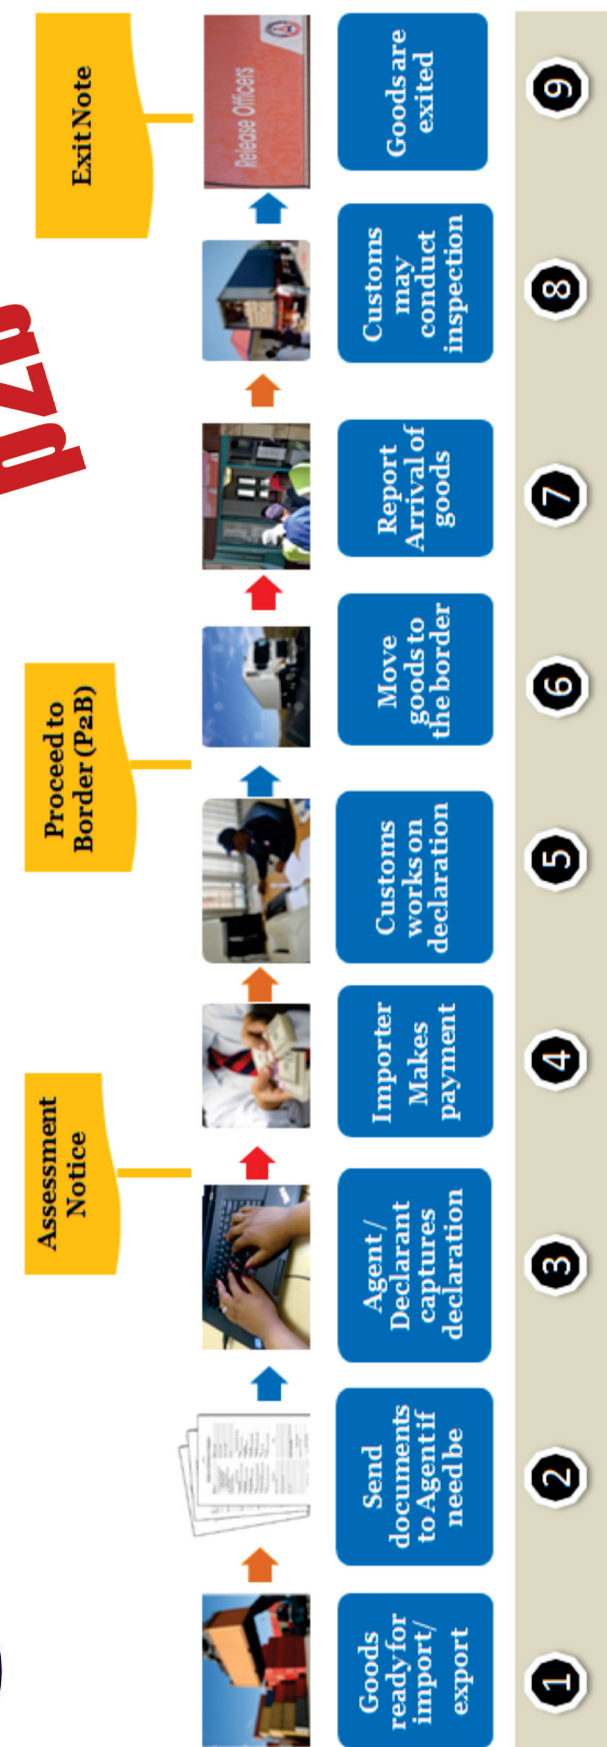 Assessment
Notice
Proceed to
Border (P2B)
Exit Note
p2b
Release Officers
Goods
ready for
import/
export
Send
documents
to Agent if
need be
Agent /
Declarant
captures
declaration
Importer
Makes
payment
Customs
works on
declaration
Move
goods to
the border
Report
Arrival of
goods
Customs
may
conduct
inspection
Goods are
exited
1
2
3
4
5
6
7
8
9